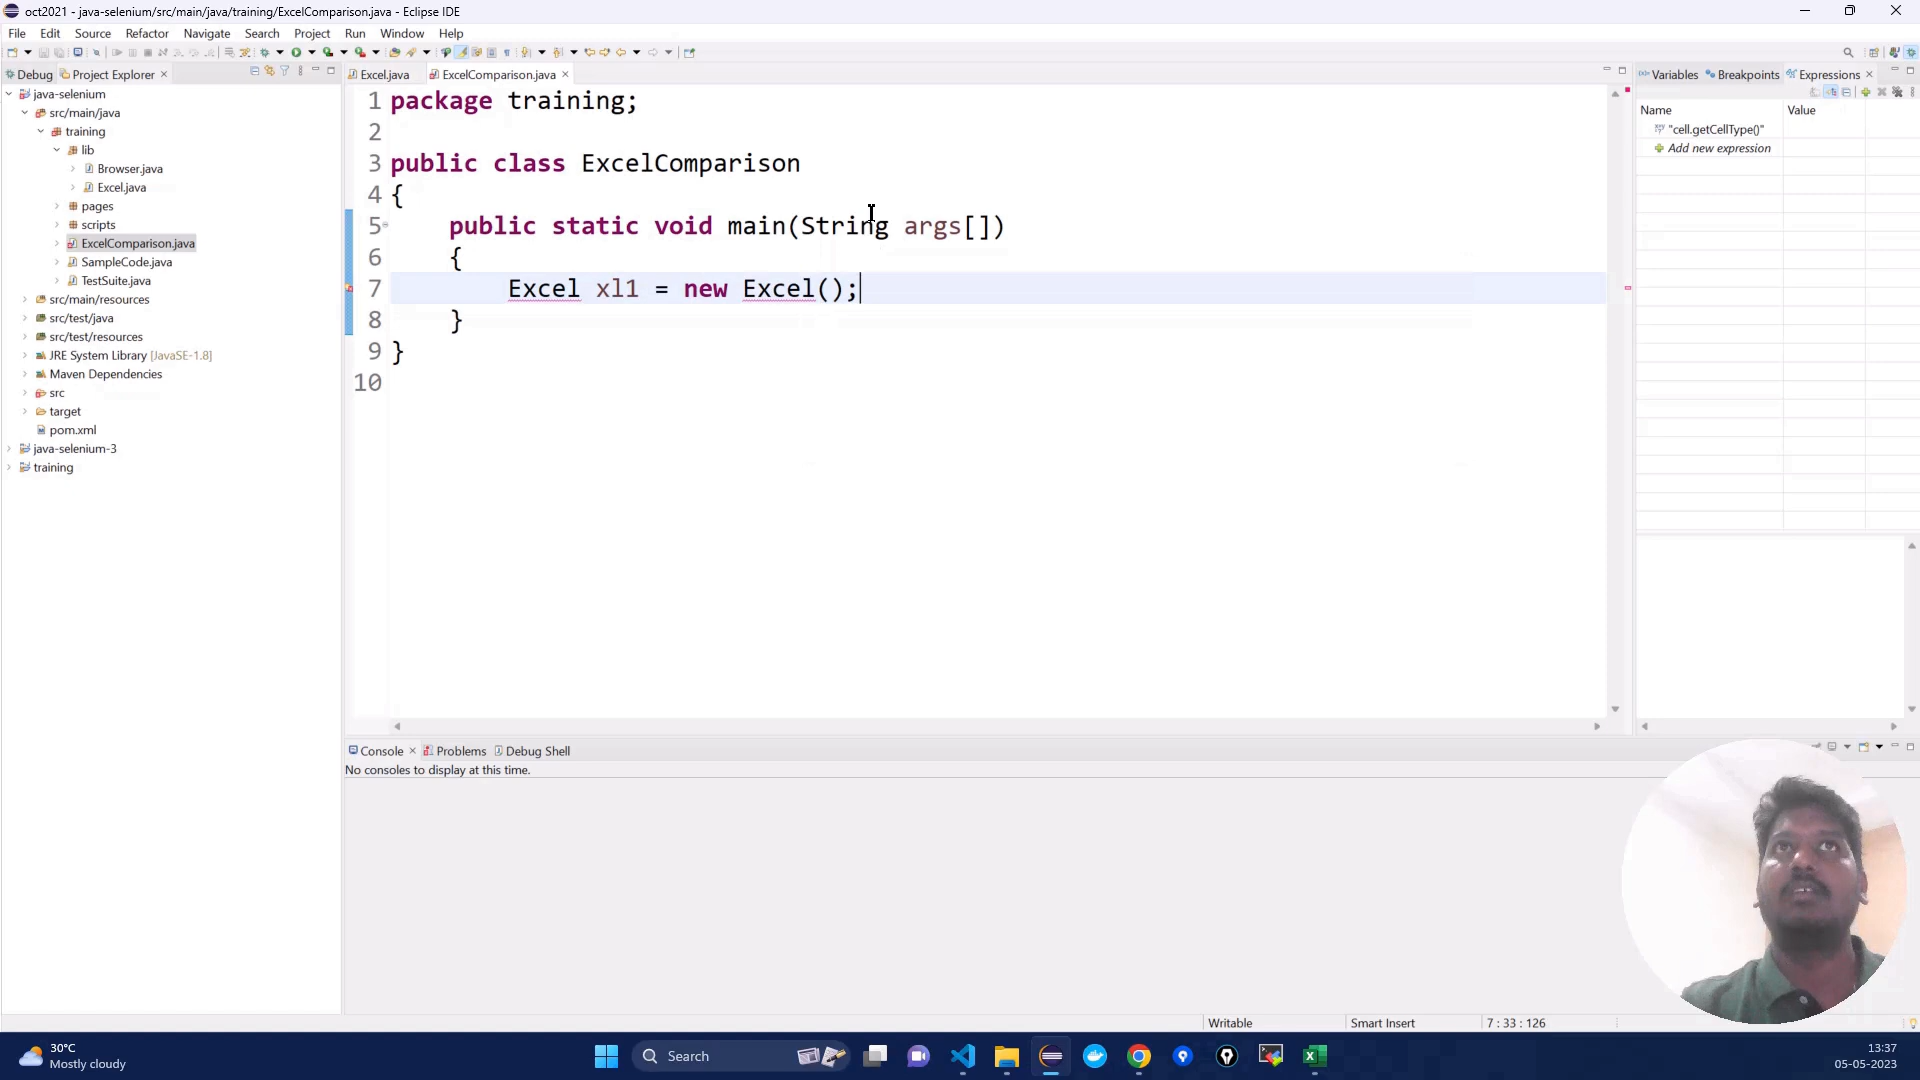 oct2021 - java-selenium/src/main/java/training/ExcelComparison.java - Eclipse IDE
File Edit Source Refactor Navigate Search Project Run Window Help
Debug Project Explorer
Excel.java ExcelComparison.java
Variables Breakpoints Expressions
java-selenium
src/main/java
training
lib
Browser.java
Excel.java
pages
scripts
ExcelComparison.java
SampleCode.java
TestSuite.java
src/main/resources
src/test/java
src/test/resources
JRE System Library [JavaSE-1.8]
Maven Dependencies
src
target
pom.xml
java-selenium-3
training
1 package training;
2
3 public class ExcelComparison
4 {
5 public static void main(String args[])
6 {
7 Excel xl1 = new Excel();
8 }
9 }
10
Name Value
"cell.getCellType()"
Add new expression
Console Problems Debug Shell
No consoles to display at this time.
Writable Smart Insert 7 : 33 : 126
30°C
Mostly cloudy
Search
13:37
05-05-2023